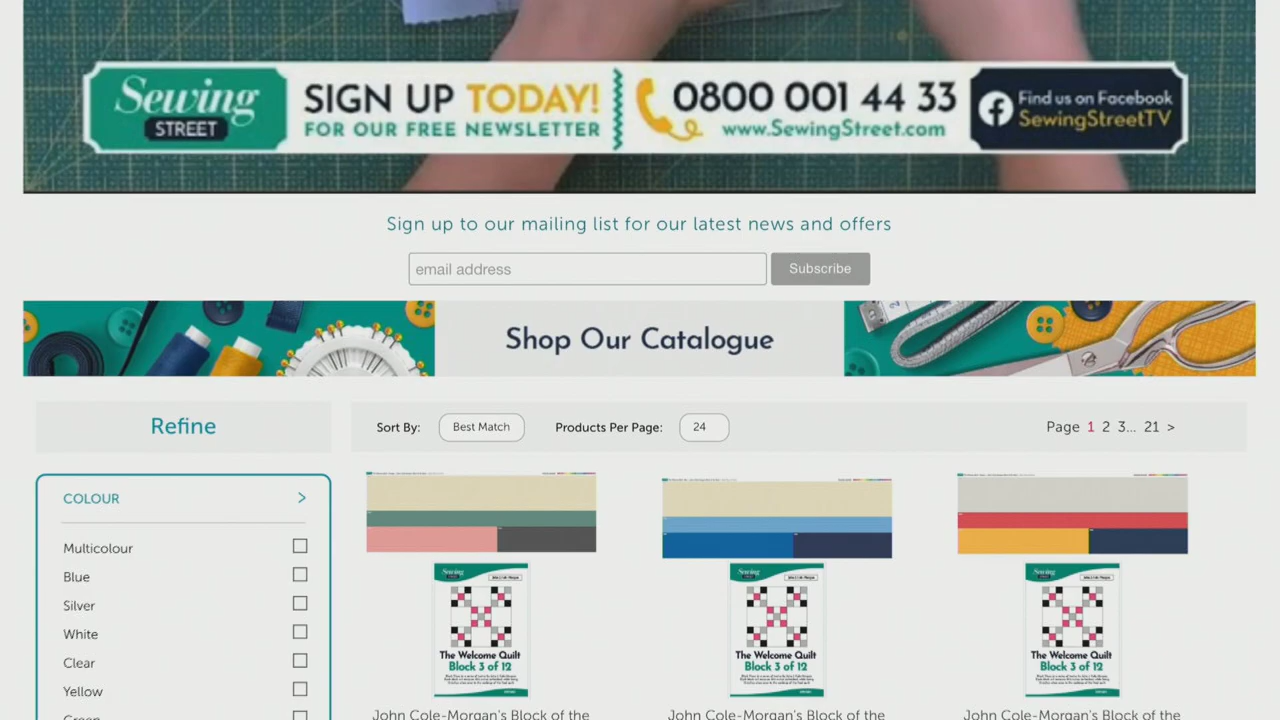 Sewing
STREET
SIGN UP TODAY!
FOR OUR FREE NEWSLETTER
0800 001 44 33
www.SewingStreet.com
Find us on Facebook
SewingStreetTV
Sign up to our mailing list for our latest news and offers
email address
Subscribe
Shop Our Catalogue
Refine
Sort By:
Best Match
Products Per Page:
24
Page 1 2 3... 21 >
COLOUR >
Multicolour
Blue
Silver
White
Clear
Yellow
Green
Sewing
The Welcome Quilt
Block 3 of 12
John Cole-Morgan's Block of the
Sewing
The Welcome Quilt
Block 3 of 12
John Cole-Morgan's Block of the
Sewing
The Welcome Quilt
Block 3 of 12
John Cole-Morgan's Block of the